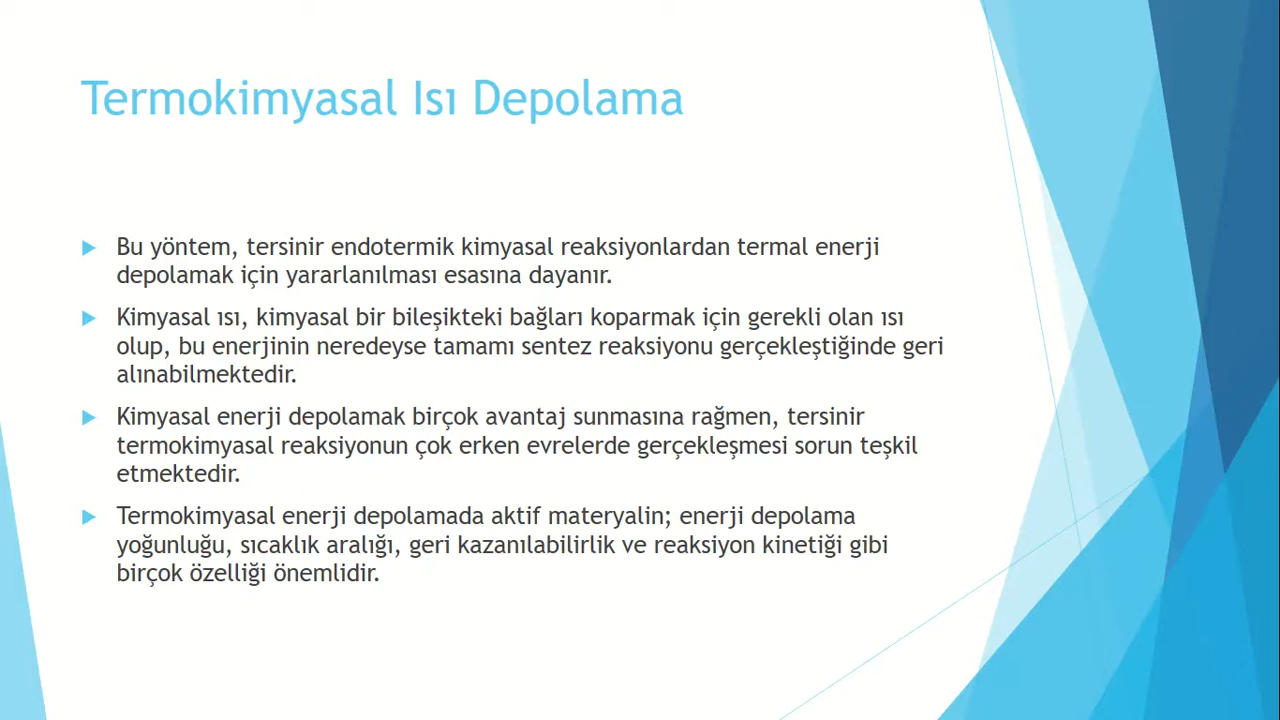 Termokimyasal Isı Depolama
Bu yöntem, tersinir endotermik kimyasal reaksiyonlardan termal enerji
depolamak için yararlanılması esasına dayanır.
Kimyasal ısı, kimyasal bir bileşikteki bağları koparmak için gerekli olan ısı
olup, bu enerjinin neredeyse tamamı sentez reaksiyonu gerçekleştiğinde geri
alınabilmektedir.
Kimyasal enerji depolamak birçok avantaj sunmasına rağmen, tersinir
termokimyasal reaksiyonun çok erken evrelerde gerçekleşmesi sorun teşkil
etmektedir.
Termokimyasal enerji depolamada aktif materyalin; enerji depolama
yoğunluğu, sıcaklık aralığı, geri kazanılabilirlik ve reaksiyon kinetiği gibi
birçok özelliği önemlidir.